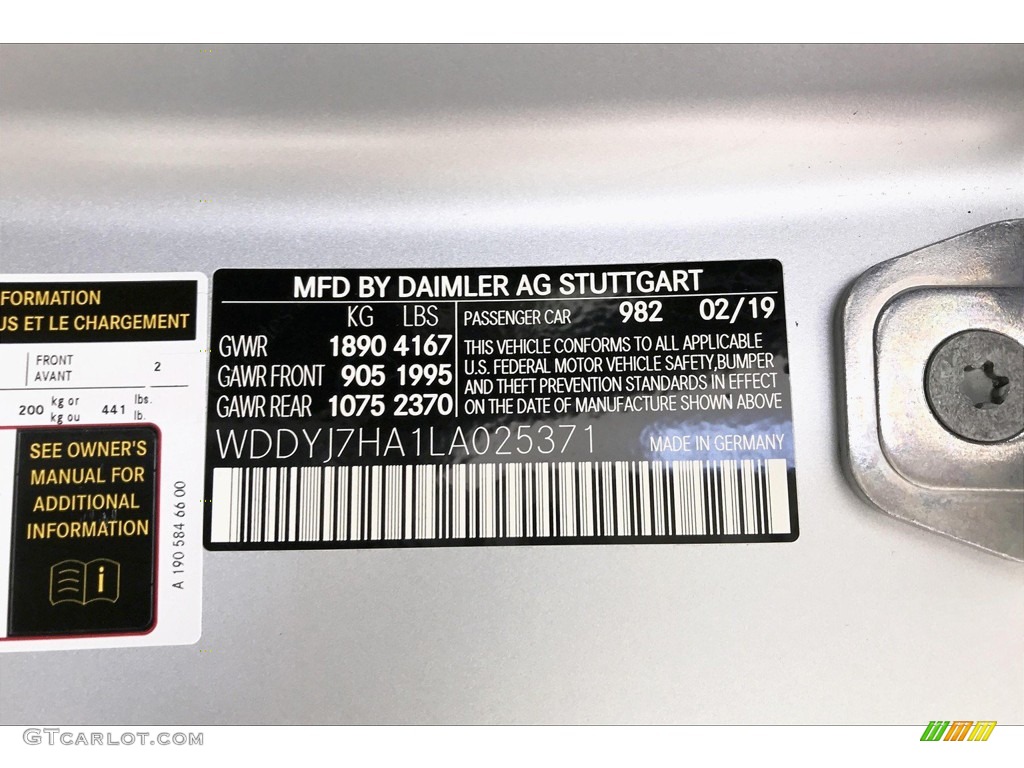 FORMATION
US ET LE CHARGEMENT
FRONT
AVANT
2
200 kg or 441 lbs.
kg ou lb.
SEE OWNER'S
MANUAL FOR
ADDITIONAL
INFORMATION
i
A 190 584 66 00
MFD BY DAIMLER AG STUTTGART
KG LBS
GVWR 1890 4167
GAWR FRONT 905 1995
GAWR REAR 1075 2370
PASSENGER CAR 982 02/19
THIS VEHICLE CONFORMS TO ALL APPLICABLE
U.S. FEDERAL MOTOR VEHICLE SAFETY,BUMPER
AND THEFT PREVENTION STANDARDS IN EFFECT
ON THE DATE OF MANUFACTURE SHOWN ABOVE
WDDYJ7HA1LA025371
MADE IN GERMANY
GTCARLOT.COM